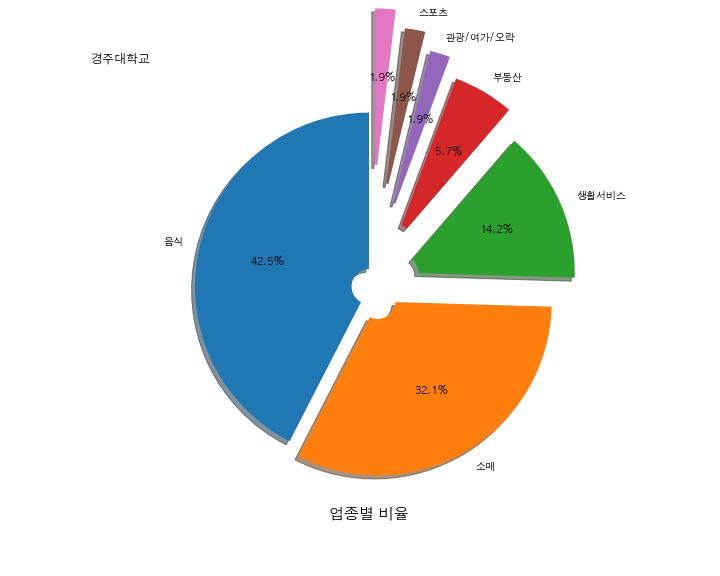 스포츠
관광/여가/오락
경주대학교
부동산
1.9%
1.9%
1.9%
5.7%
생활서비스
14.2%
음식
42.5%
32.1%
소매
업종별 비율